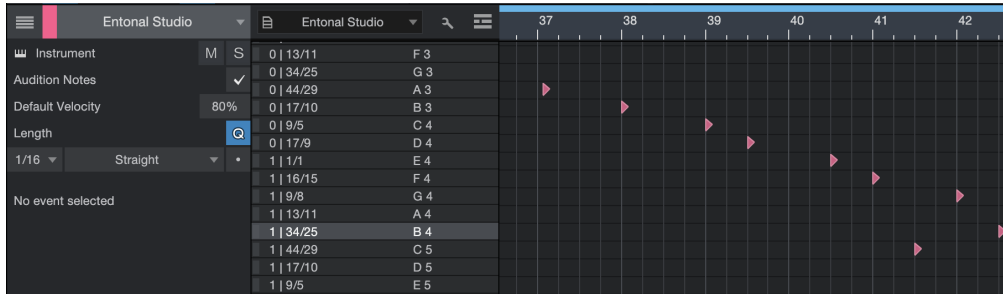 Entonal Studio
Entonal Studio
37 38 39 40 41 42
Instrument M S
Audition Notes
Default Velocity 80%
Length Q
1/16 Straight
No event selected
0 | 13/11 F 3
0 | 34/25 G 3
0 | 44/29 A 3
0 | 17/10 B 3
0 | 9/5 C 4
0 | 17/9 D 4
1 | 1/1 E 4
1 | 16/15 F 4
1 | 9/8 G 4
1 | 13/11 A 4
1 | 34/25 B 4
1 | 44/29 C 5
1 | 17/10 D 5
1 | 9/5 E 5